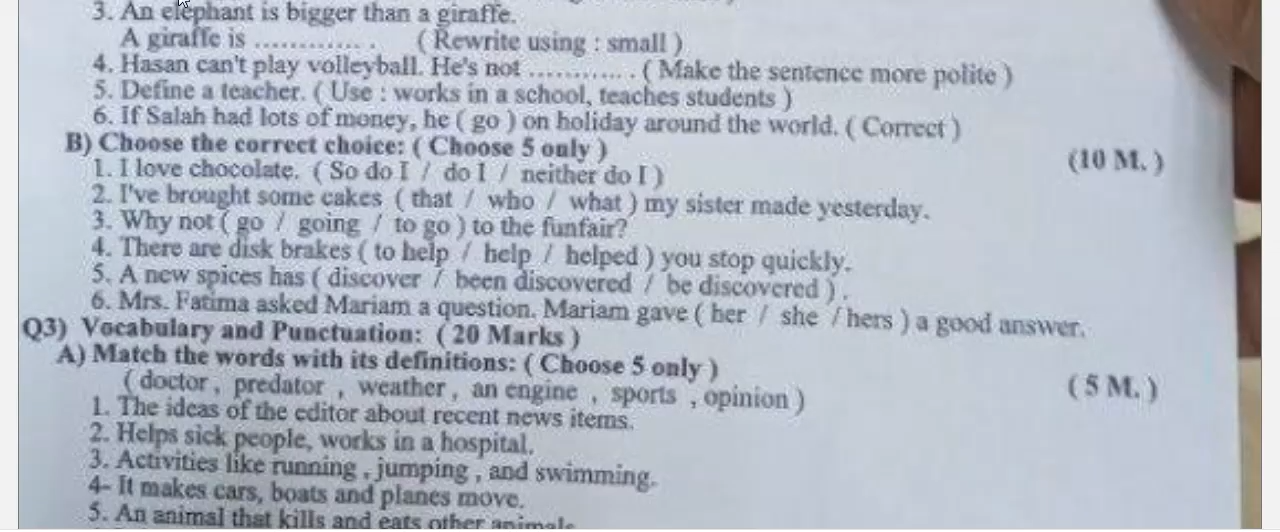 3. An elephant is bigger than a giraffe.
A giraffe is ............. ( Rewrite using : small )
4. Hasan can't play volleyball. He's not ............ ( Make the sentence more polite )
5. Define a teacher. ( Use : works in a school, teaches students )
6. If Salah had lots of money, he ( go ) on holiday around the world. ( Correct )
B) Choose the correct choice: ( Choose 5 only ) (10 M. )
1. I love chocolate. ( So do I / do I / neither do I )
2. I've brought some cakes ( that / who / what ) my sister made yesterday.
3. Why not ( go / going / to go ) to the funfair?
4. There are disk brakes ( to help / help / helped ) you stop quickly.
5. A new spices has ( discover / been discovered / be discovered ) .
6. Mrs. Fatima asked Mariam a question. Mariam gave ( her / she / hers ) a good answer.
Q3) Vocabulary and Punctuation: ( 20 Marks )
A) Match the words with its definitions: ( Choose 5 only ) ( 5 M. )
( doctor , predator , weather , an engine , sports , opinion )
1. The ideas of the editor about recent news items.
2. Helps sick people, works in a hospital.
3. Activities like running , jumping , and swimming.
4- It makes cars, boats and planes move.
5. An animal that kills and eats other animals